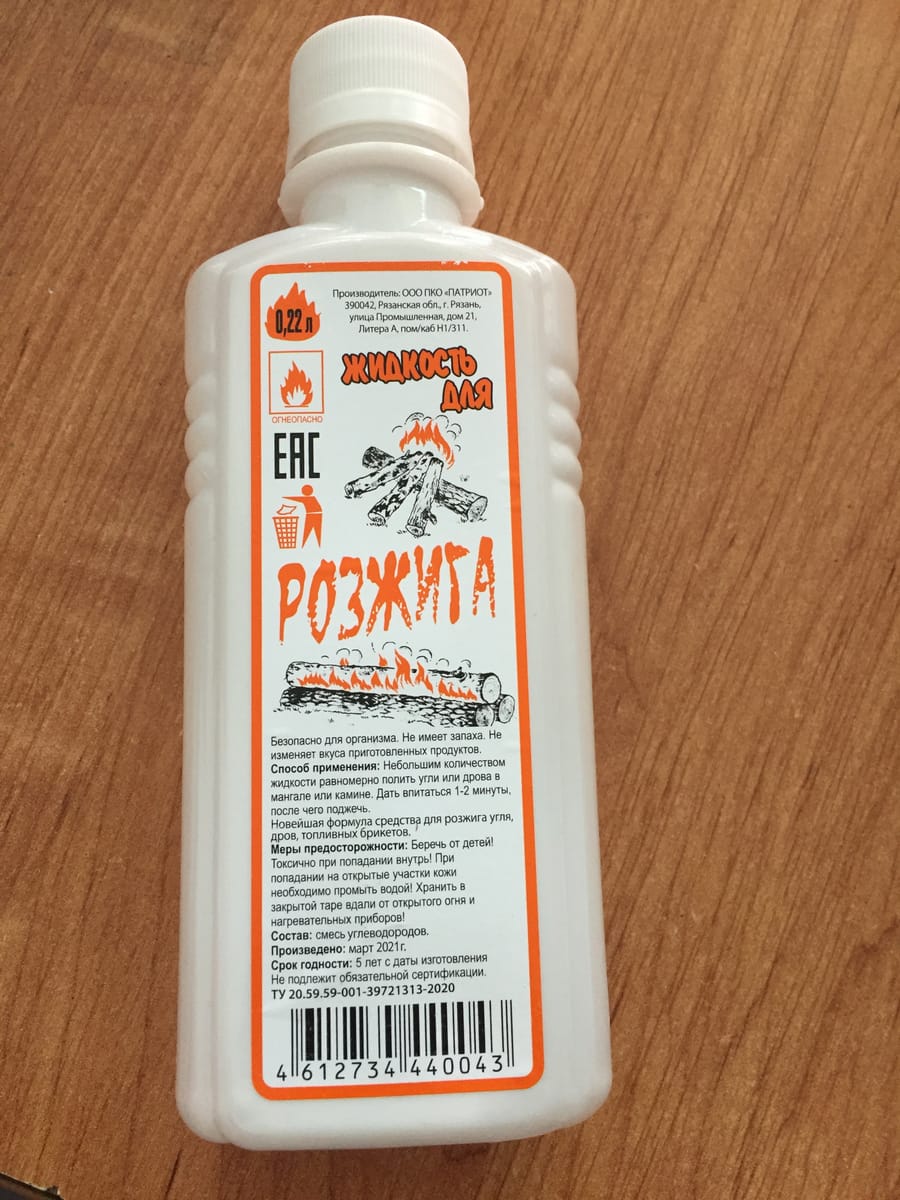 Производитель: ООО ПКО «ПАТРИОТ»
390042, Рязанская обл., г. Рязань,
улица Промышленная, дом 21,
Литера А, пом/каб Н1/311.
0,22 л
ОГНЕОПАСНО
ЕАС
ЖИДКОСТЬ
ДЛЯ
РОЗЖИГА
Безопасно для организма. Не имеет запаха. Не
изменяет вкуса приготовленных продуктов.
Способ применения: Небольшим количеством
жидкости равномерно полить угли или дрова в
мангале или камине. Дать впитаться 1-2 минуты,
после чего поджечь.
Новейшая формула средства для розжига угля,
дров, топливных брикетов.
Меры предосторожности: Беречь от детей!
Токсично при попадании внутрь! При
попадании на открытые участки кожи
необходимо промыть водой! Хранить в
закрытой таре вдали от открытого огня и
нагревательных приборов!
Состав: смесь углеводородов.
Произведено: март 2021г.
Срок годности: 5 лет с даты изготовления
Не подлежит обязательной сертификации.
ТУ 20.59.59-001-39721313-2020
4 612734 440043